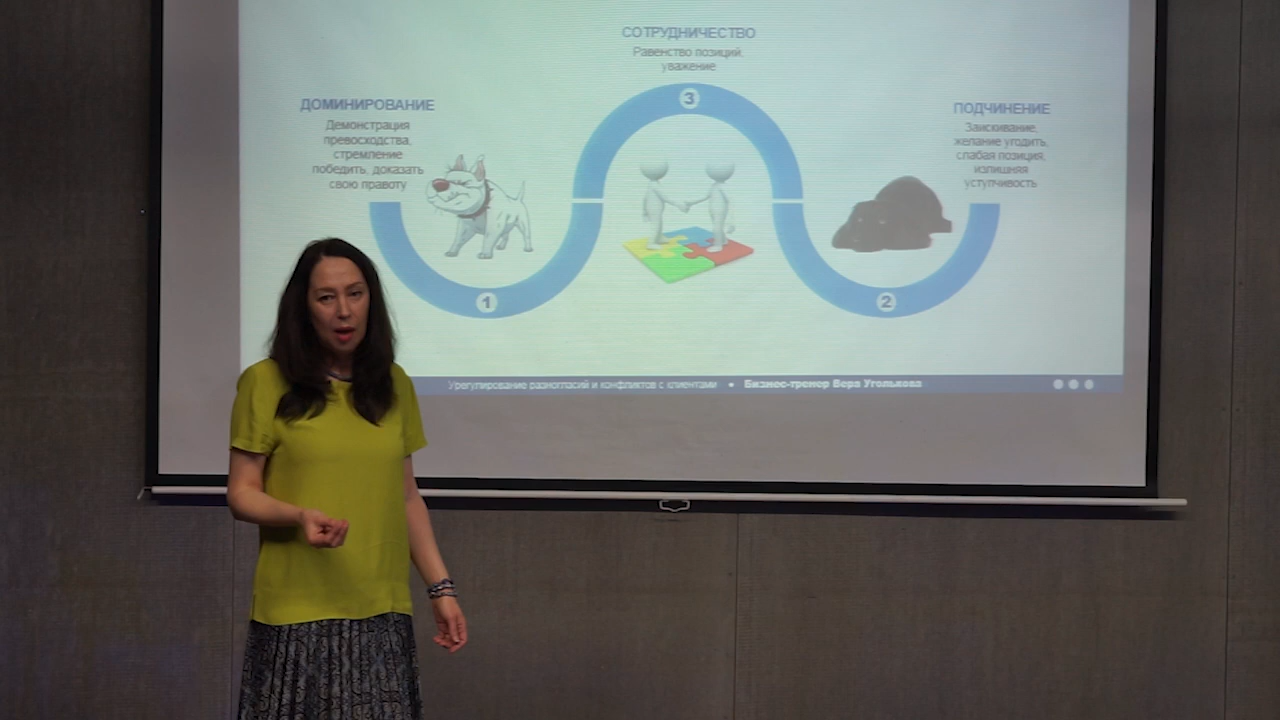 СОТРУДНИЧЕСТВО
Равенство позиций,
уважение
ДОМИНИРОВАНИЕ
Демонстрация
превосходства,
стремление
победить, доказать
свою правоту
ПОДЧИНЕНИЕ
Заискивание,
желание угодить,
слабая позиция,
излишняя
уступчивость
3
1
2
Урегулирование разногласий и конфликтов с клиентами • Бизнес-тренер Вера Уголькова